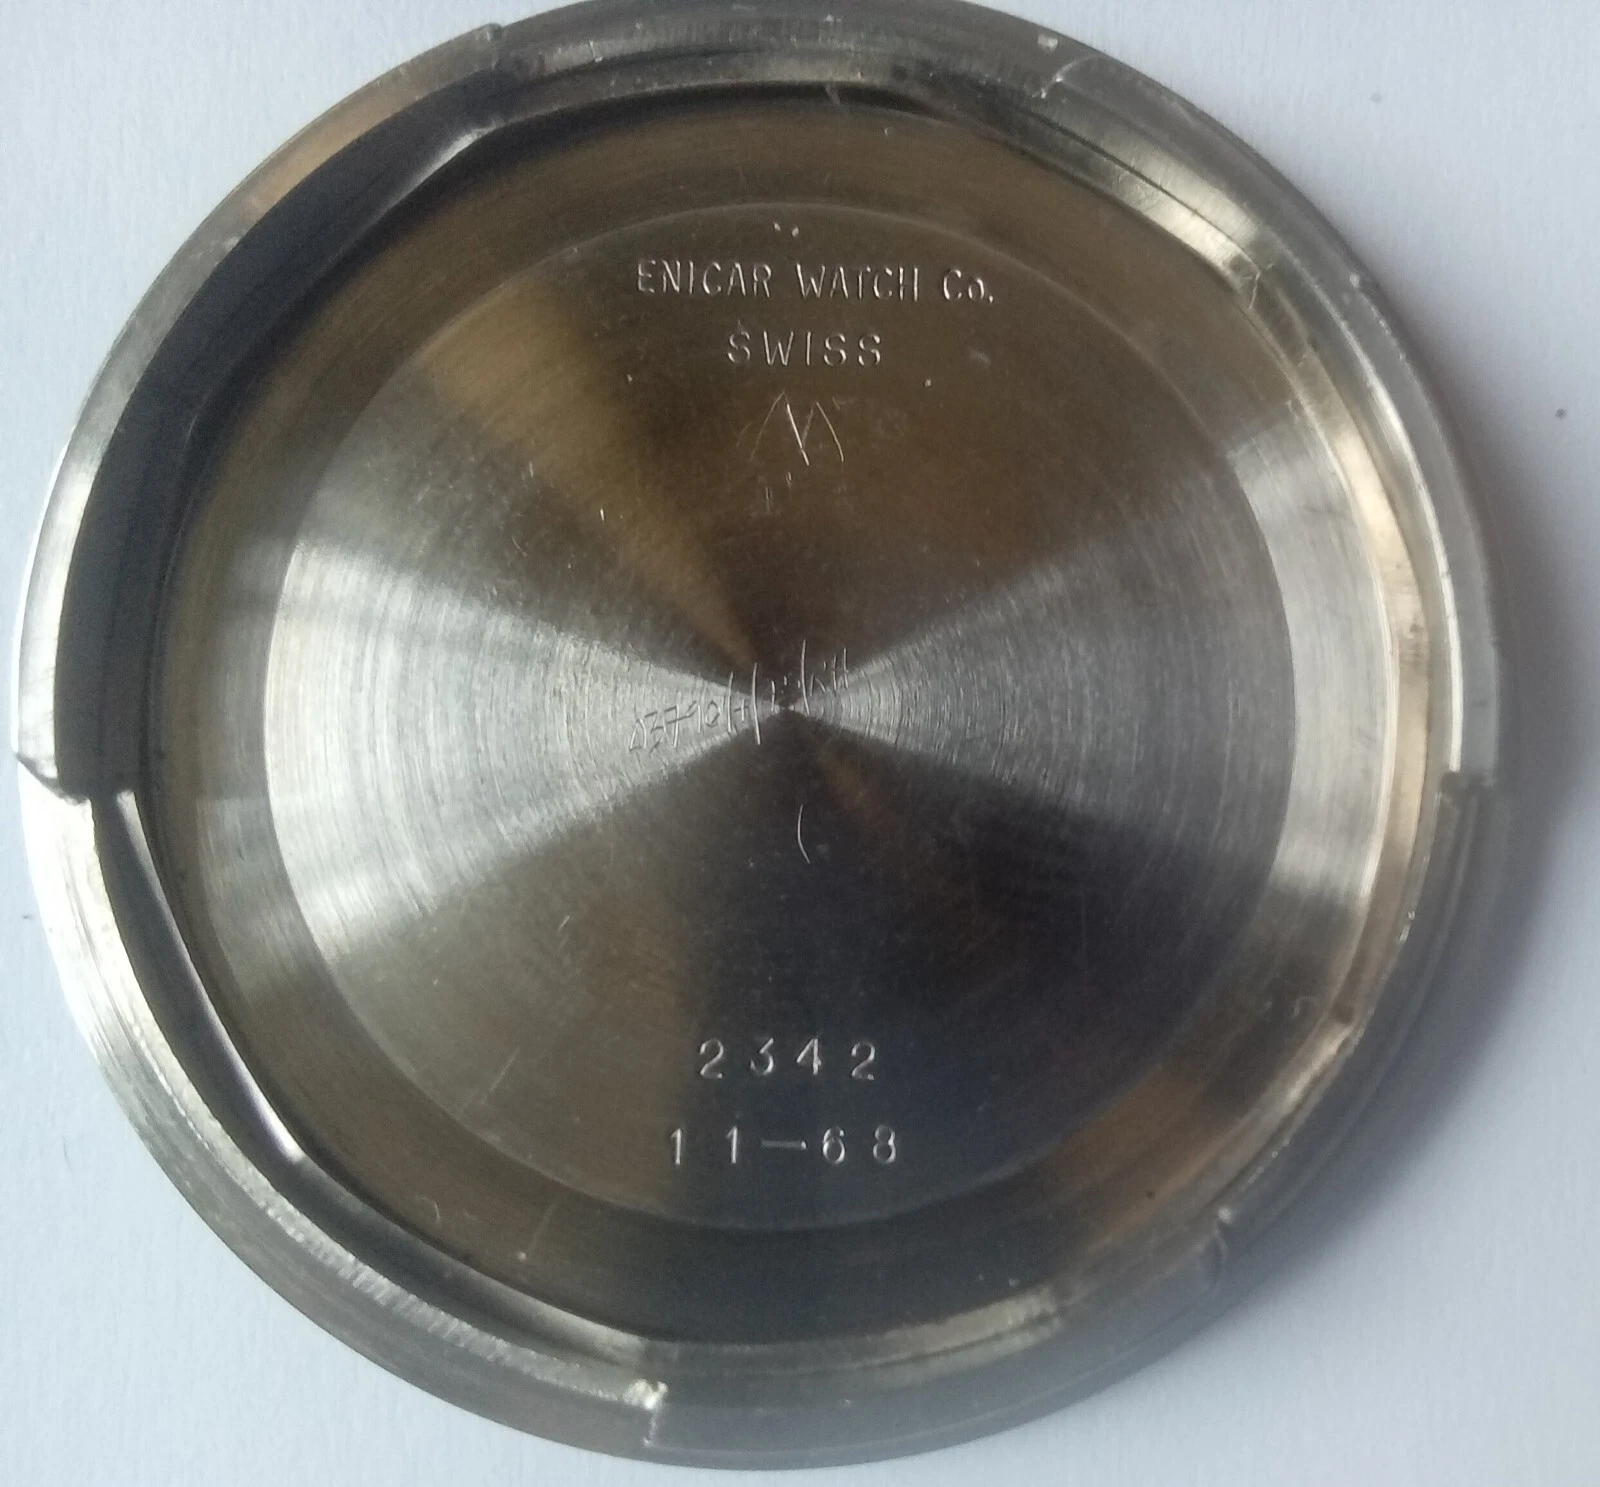 ENICAR WATCH Co.
SWISS
2342
11-68